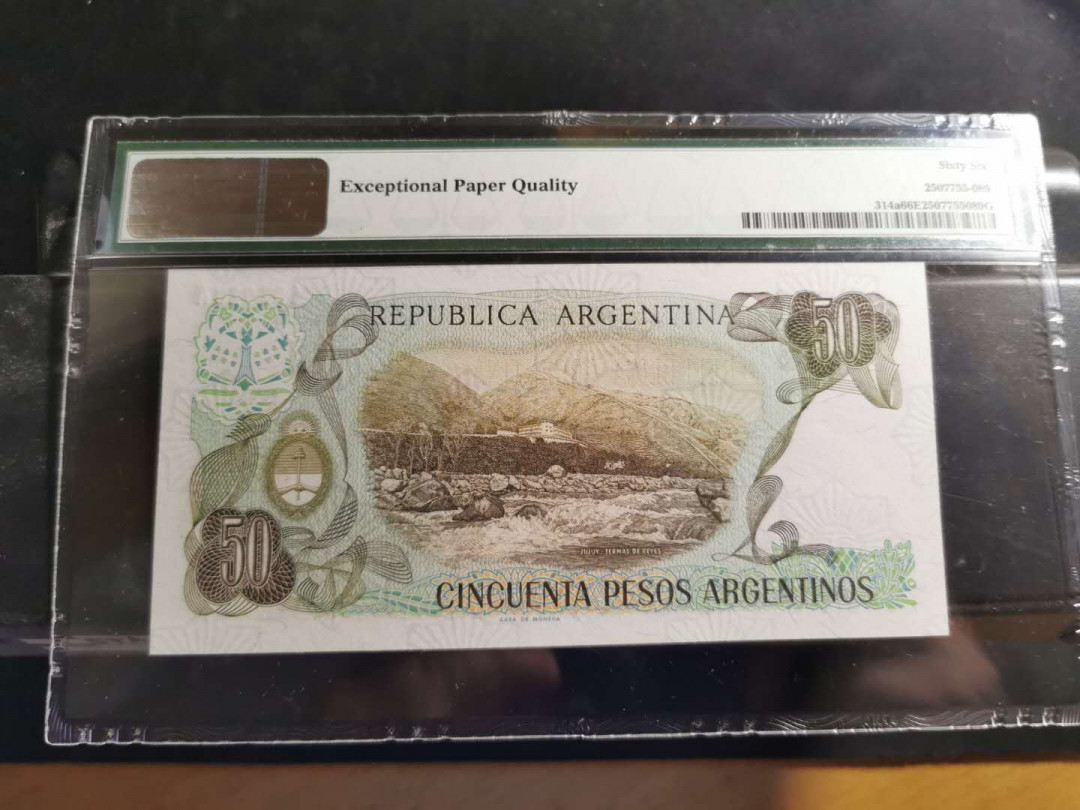 Exceptional Paper Quality
Sixty Six
2507755-089
314a66E2507755089G
REPUBLICA ARGENTINA
50
50
JUJUY - TERMAS DE REYES
CINCUENTA PESOS ARGENTINOS
CASA DE MONEDA